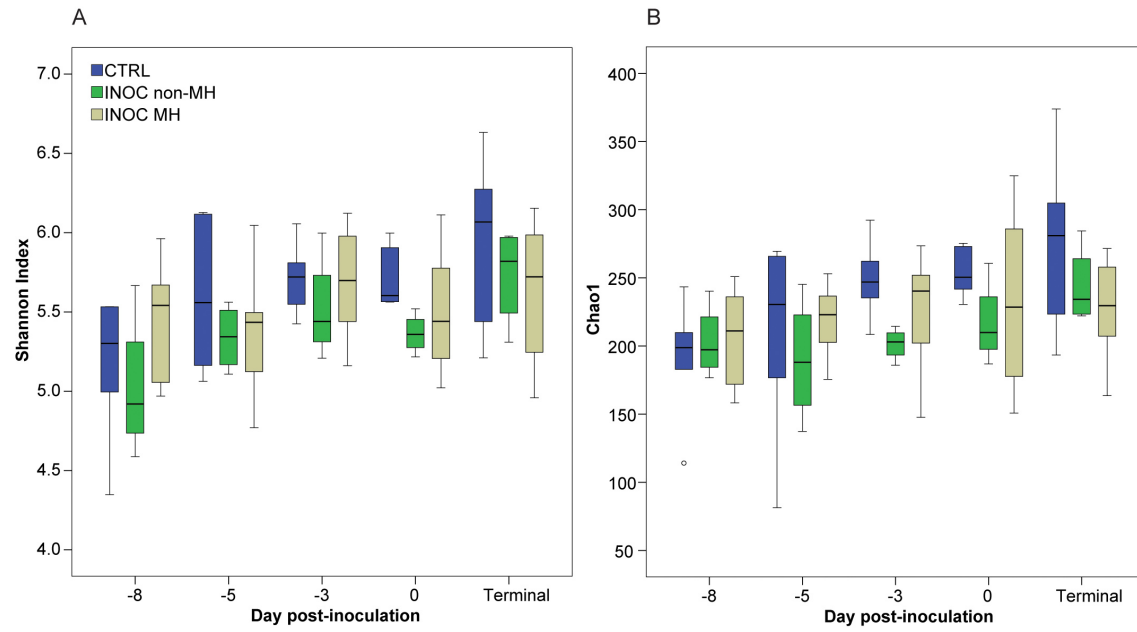 A
B
7.0
6.5
6.0
5.5
5.0
4.5
4.0
Shannon Index
CTRL
INOC non-MH
INOC MH
-8 -5 -3 0 Terminal
Day post-inoculation
400
350
300
250
200
150
100
50
Chao1
-8 -5 -3 0 Terminal
Day post-inoculation